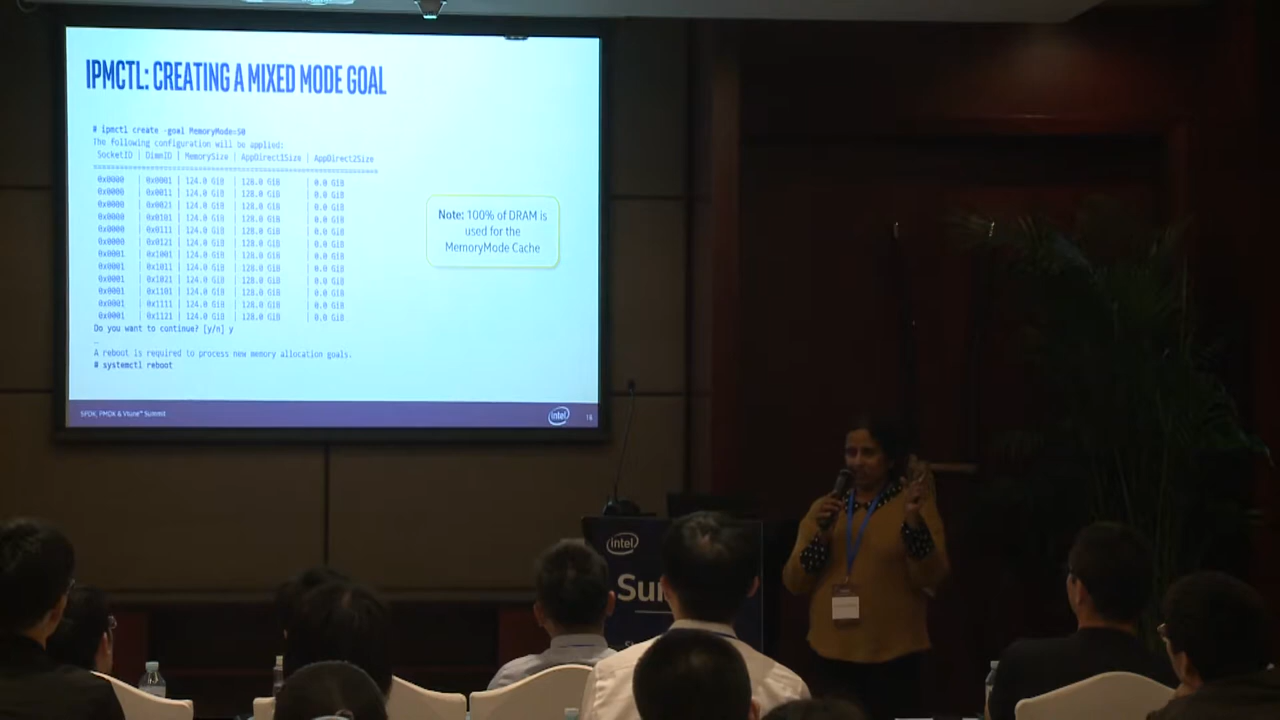 IPMCTL: CREATING A MIXED MODE GOAL
# ipmctl create -goal MemoryMode=50
The following configuration will be applied:
SocketID | DimmID | MemorySize | AppDirect1Size | AppDirect2Size
0x0000 | 0x0001 | 124.0 GiB | 128.0 GiB | 0.0 GiB
0x0000 | 0x0011 | 124.0 GiB | 128.0 GiB | 0.0 GiB
0x0000 | 0x0021 | 124.0 GiB | 128.0 GiB | 0.0 GiB
0x0000 | 0x0101 | 124.0 GiB | 128.0 GiB | 0.0 GiB
0x0000 | 0x0111 | 124.0 GiB | 128.0 GiB | 0.0 GiB
0x0000 | 0x0121 | 124.0 GiB | 128.0 GiB | 0.0 GiB
0x0001 | 0x1001 | 124.0 GiB | 128.0 GiB | 0.0 GiB
0x0001 | 0x1011 | 124.0 GiB | 128.0 GiB | 0.0 GiB
0x0001 | 0x1021 | 124.0 GiB | 128.0 GiB | 0.0 GiB
0x0001 | 0x1101 | 124.0 GiB | 128.0 GiB | 0.0 GiB
0x0001 | 0x1111 | 124.0 GiB | 128.0 GiB | 0.0 GiB
0x0001 | 0x1121 | 124.0 GiB | 128.0 GiB | 0.0 GiB
Do you want to continue? [y/n] y
…
A reboot is required to process new memory allocation goals.
# systemctl reboot
Note: 100% of DRAM is
used for the
MemoryMode Cache
SPDK, PMDK & Vtune™ Summit
intel
16
intel
Su